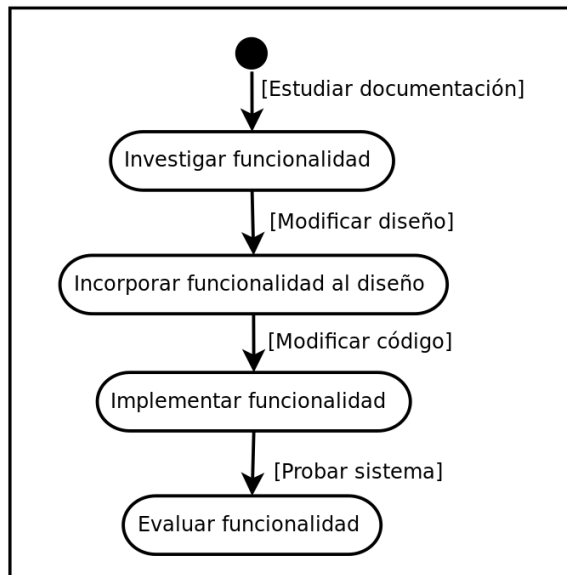 [Estudiar documentación]
Investigar funcionalidad
[Modificar diseño]
Incorporar funcionalidad al diseño
[Modificar código]
Implementar funcionalidad
[Probar sistema]
Evaluar funcionalidad